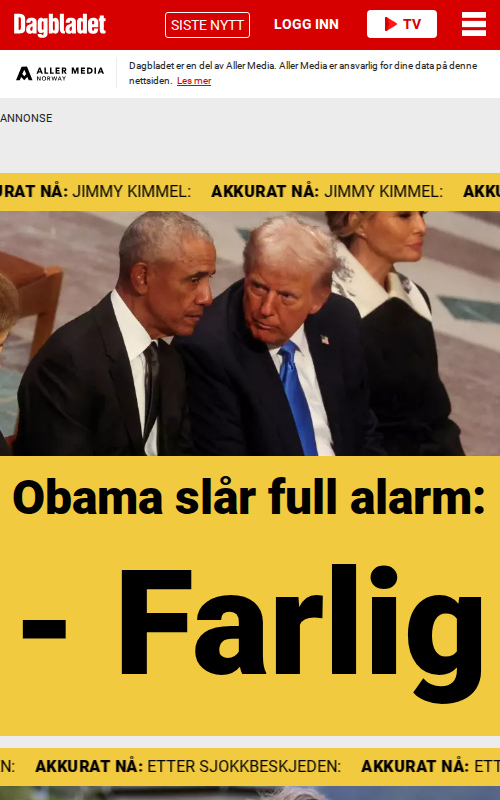 Dagbladet
SISTE NYTT
LOGG INN
TV
ALLER MEDIA
NORWAY
Dagbladet er en del av Aller Media. Aller Media er ansvarlig for dine data på denne
nettsiden. Les mer
ANNONSE
URAT NÅ: JIMMY KIMMEL: AKKURAT NÅ: JIMMY KIMMEL: AKKU
Obama slår full alarm:
- Farlig
N: AKKURAT NÅ: ETTER SJOKKBESKJEDEN: AKKURAT NÅ: ETT